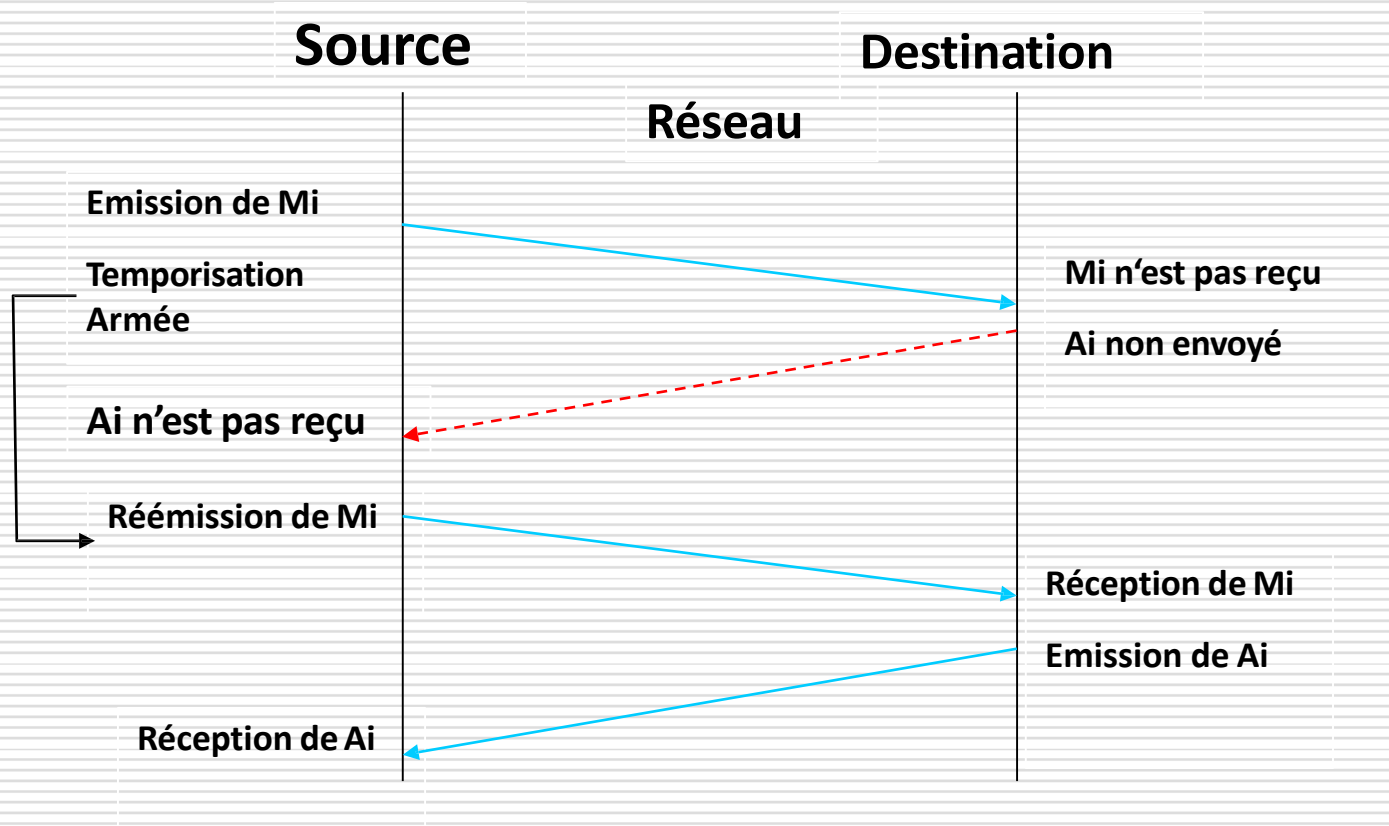 Source
Destination
Réseau
Emission de Mi
Temporisation
Armée
Mi n‘est pas reçu
Ai non envoyé
Ai n’est pas reçu
Réémission de Mi
Réception de Mi
Emission de Ai
Réception de Ai